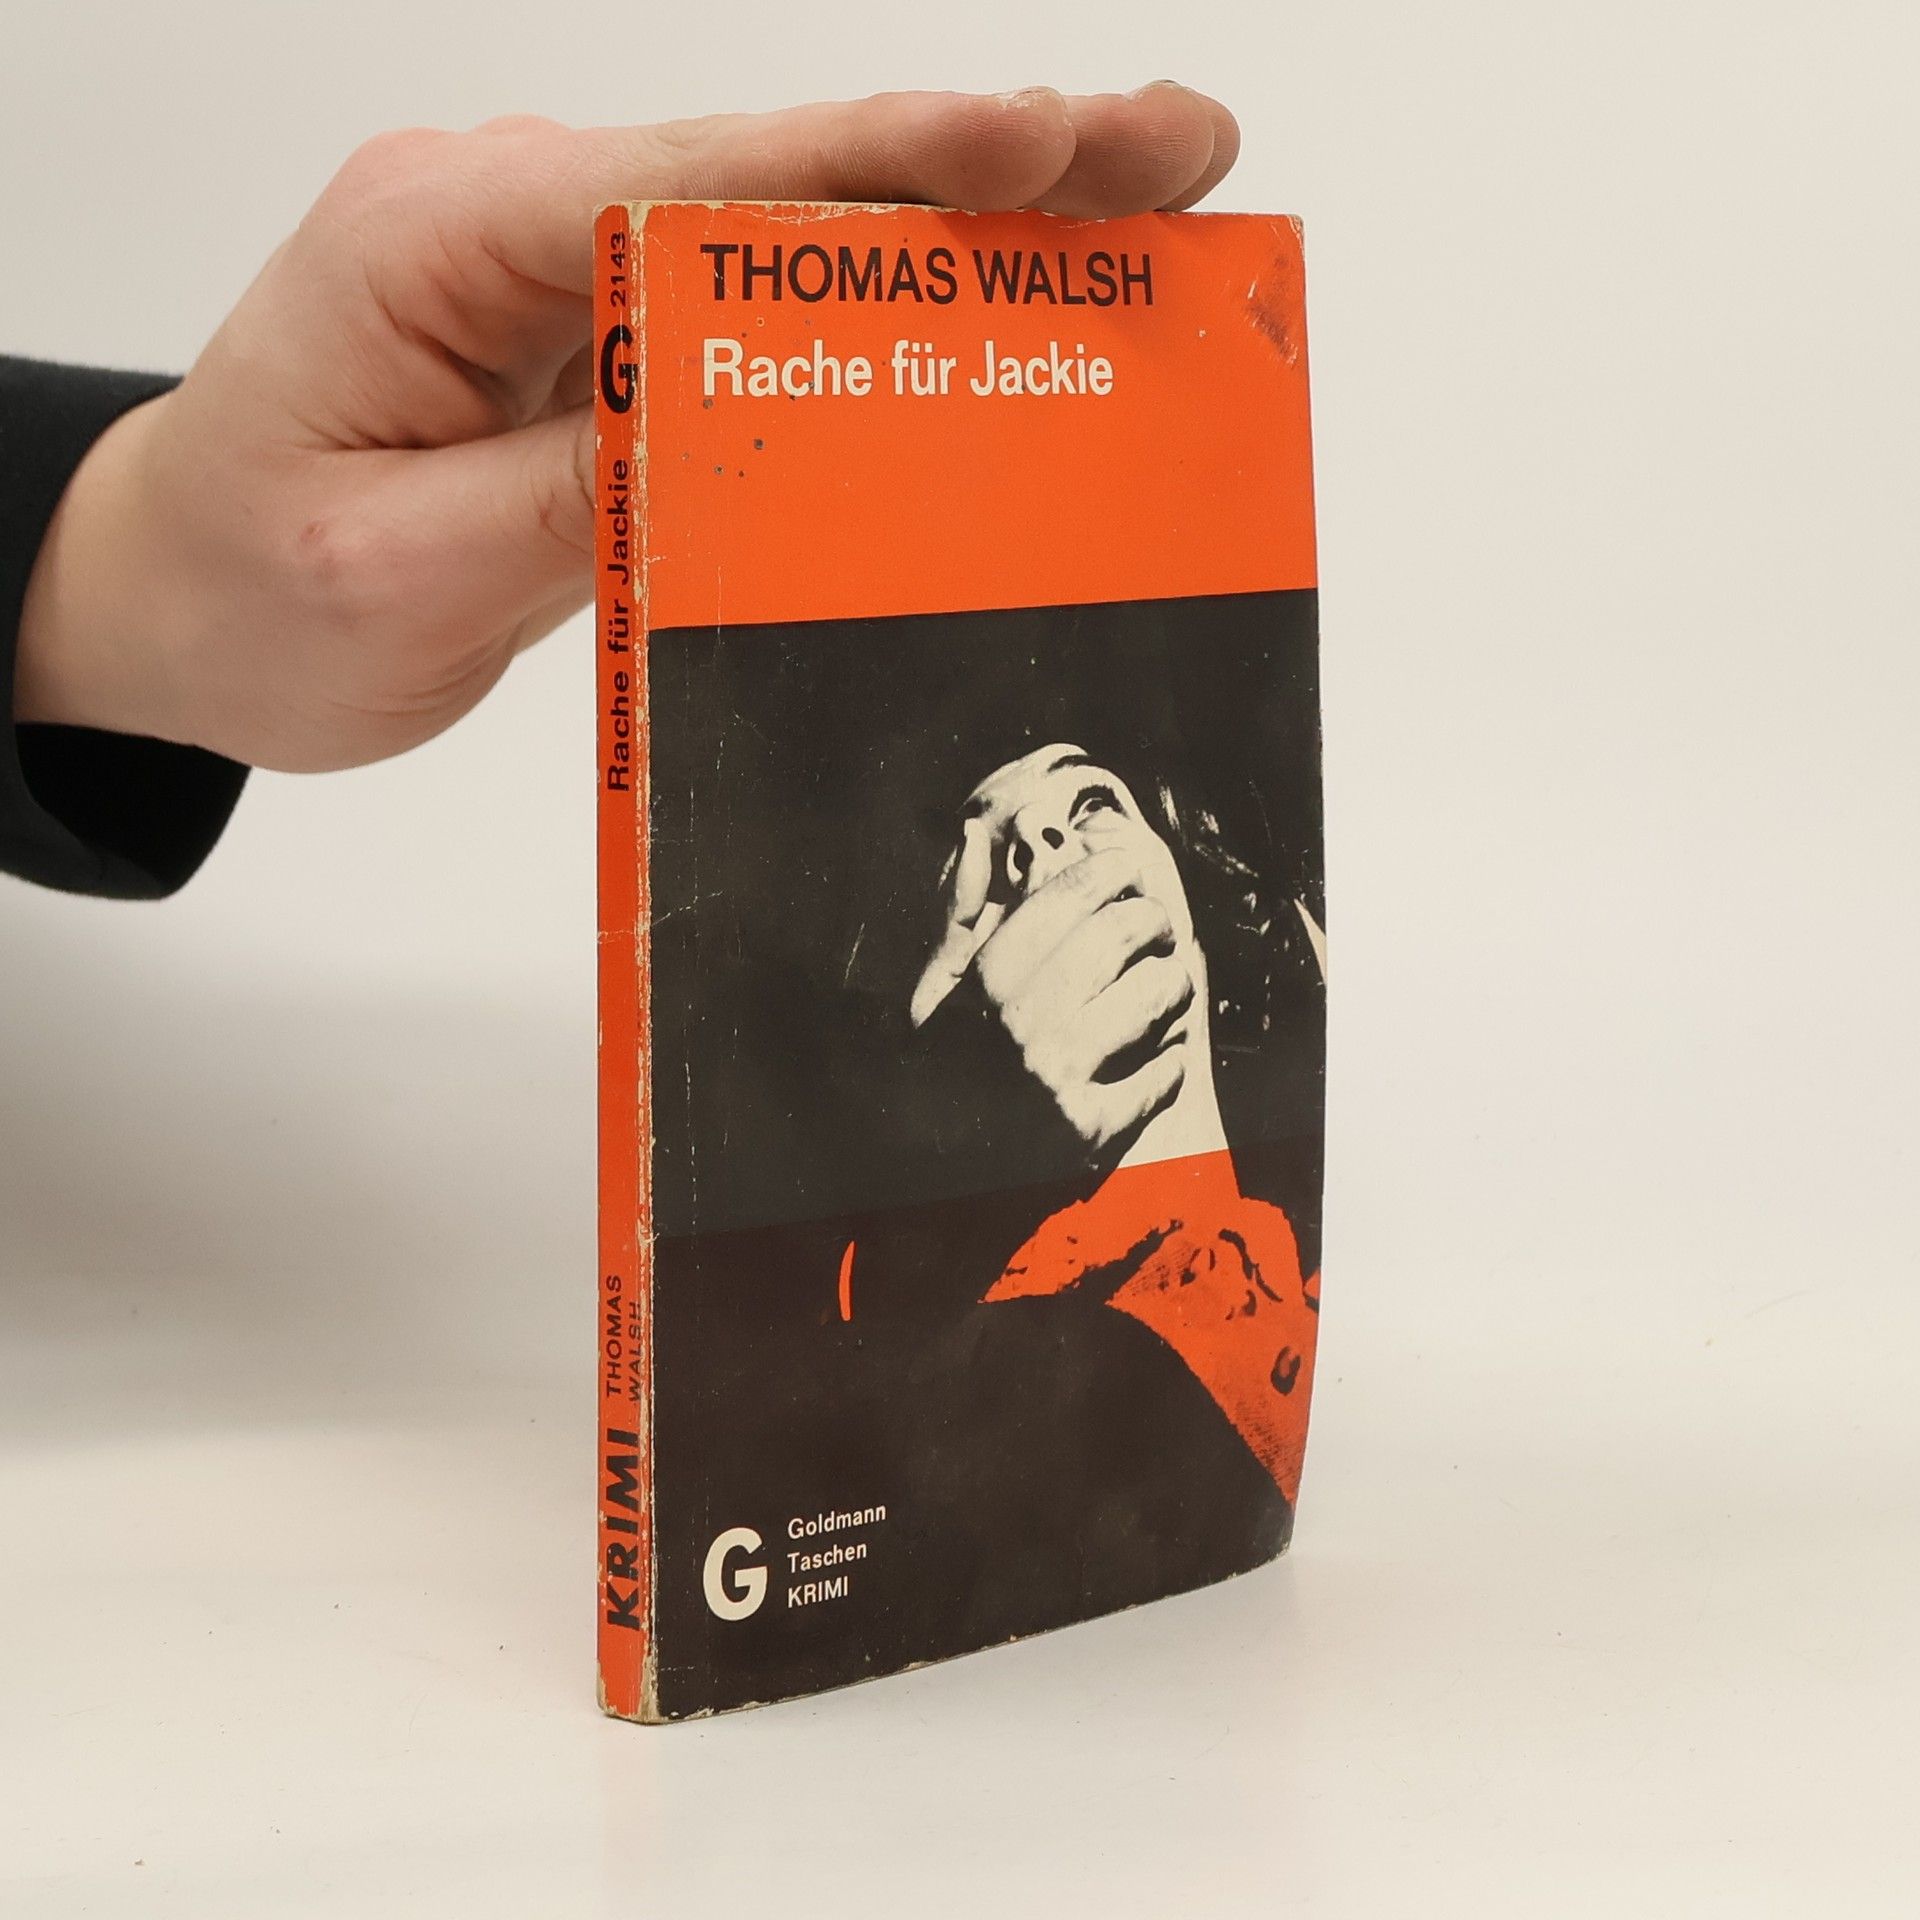 THOMAS WALSH
Rache für Jackie
G
Goldmann
Taschen
KRIMI
2143
G
Rache für Jackie
THOMAS
WALSH
KRIMI